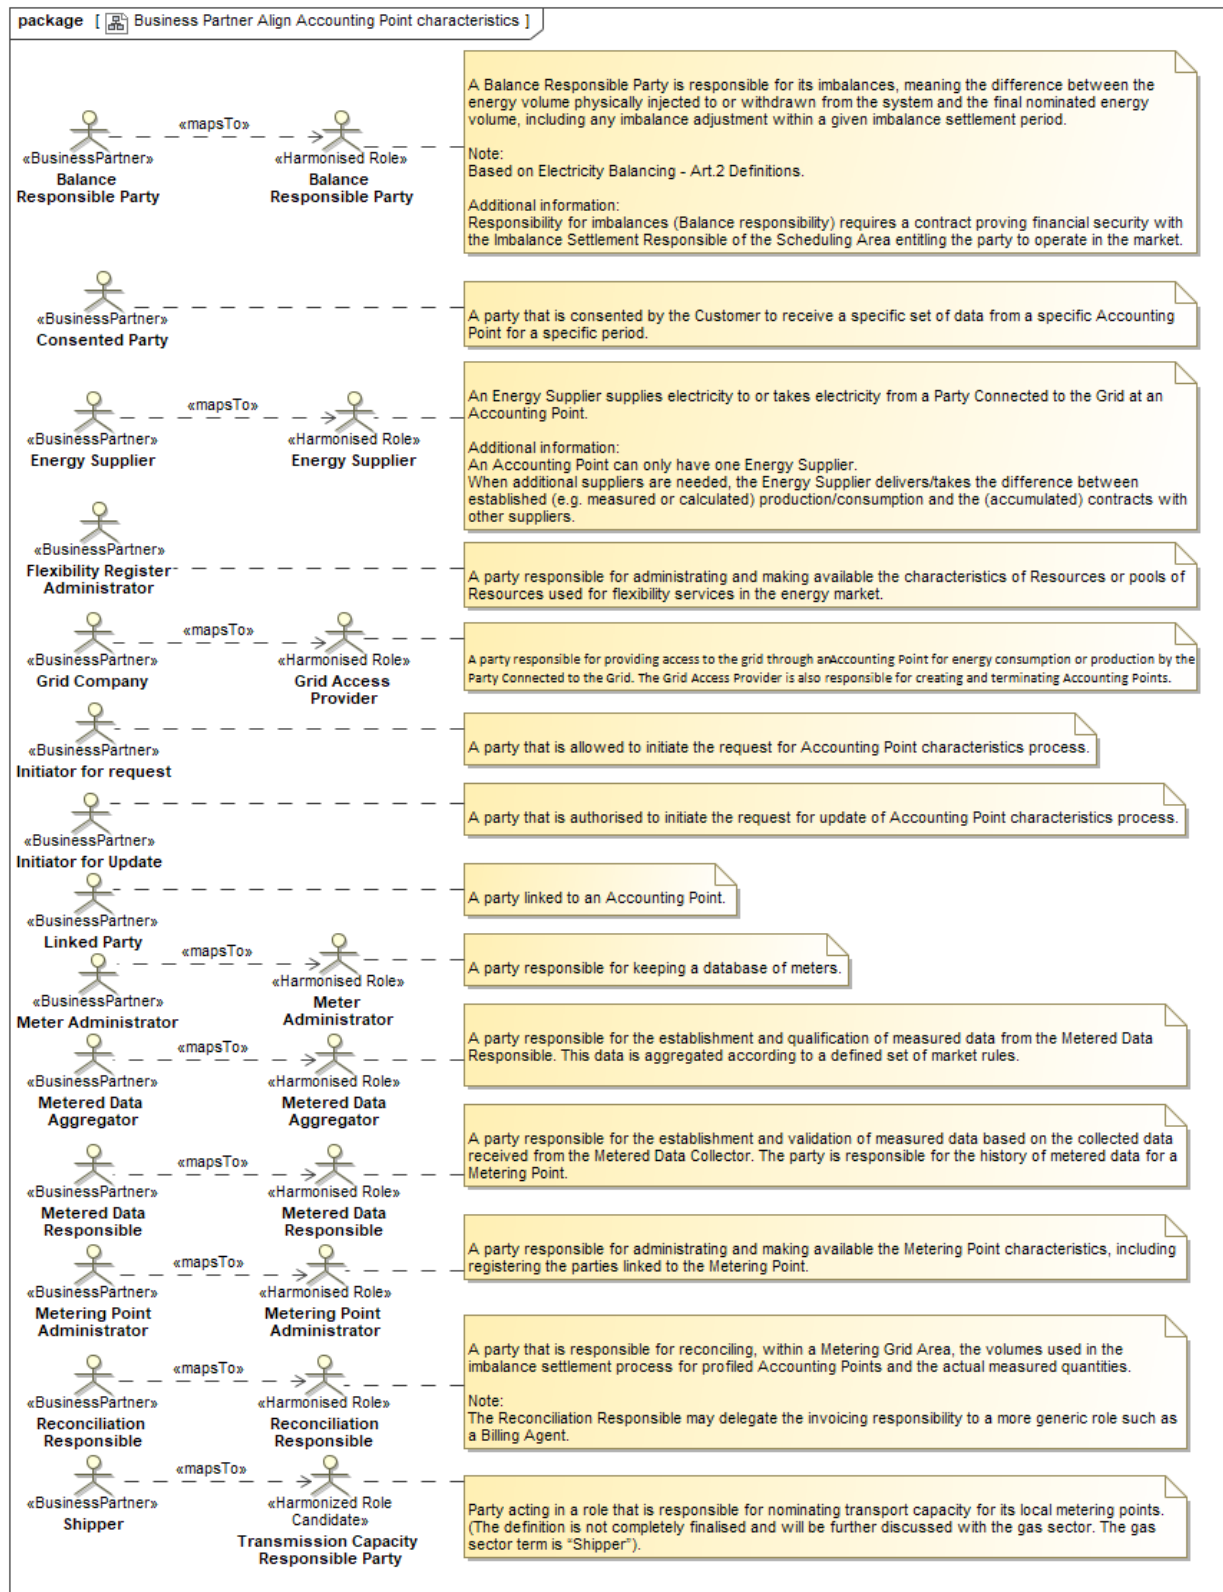 package [ Business Partner Align Accounting Point characteristics ]
«mapsTo»
«BusinessPartner»
Balance
Responsible Party
«Harmonised Role»
Balance
Responsible Party
A Balance Responsible Party is responsible for its imbalances, meaning the difference between the
energy volume physically injected to or withdrawn from the system and the final nominated energy
volume, including any imbalance adjustment within a given imbalance settlement period.
Note:
Based on Electricity Balancing - Art.2 Definitions.
Additional information:
Responsibility for imbalances (Balance responsibility) requires a contract proving financial security with
the Imbalance Settlement Responsible of the Scheduling Area entitling the party to operate in the market.
«BusinessPartner»
Consented Party
A party that is consented by the Customer to receive a specific set of data from a specific Accounting
Point for a specific period.
«mapsTo»
«BusinessPartner»
Energy Supplier
«Harmonised Role»
Energy Supplier
An Energy Supplier supplies electricity to or takes electricity from a Party Connected to the Grid at an
Accounting Point.
Additional information:
An Accounting Point can only have one Energy Supplier.
When additional suppliers are needed, the Energy Supplier delivers/takes the difference between
established (e.g. measured or calculated) production/consumption and the (accumulated) contracts with
other suppliers.
«BusinessPartner»
Flexibility Register
Administrator
A party responsible for administrating and making available the characteristics of Resources or pools of
Resources used for flexibility services in the energy market.
«mapsTo»
«BusinessPartner»
Grid Company
«Harmonised Role»
Grid Access
Provider
A party responsible for providing access to the grid through anAccounting Point for energy consumption or production by the
Party Connected to the Grid. The Grid Access Provider is also responsible for creating and terminating Accounting Points.
«BusinessPartner»
Initiator for request
A party that is allowed to initiate the request for Accounting Point characteristics process.
«BusinessPartner»
Initiator for Update
A party that is authorised to initiate the request for update of Accounting Point characteristics process.
«BusinessPartner»
Linked Party
A party linked to an Accounting Point.
«mapsTo»
«BusinessPartner»
Meter Administrator
«Harmonised Role»
Meter
Administrator
A party responsible for keeping a database of meters.
«mapsTo»
«BusinessPartner»
Metered Data
Aggregator
«Harmonised Role»
Metered Data
Aggregator
A party responsible for the establishment and qualification of measured data from the Metered Data
Responsible. This data is aggregated according to a defined set of market rules.
«mapsTo»
«BusinessPartner»
Metered Data
Responsible
«Harmonised Role»
Metered Data
Responsible
A party responsible for the establishment and validation of measured data based on the collected data
received from the Metered Data Collector. The party is responsible for the history of metered data for a
Metering Point.
«mapsTo»
«BusinessPartner»
Metering Point
Administrator
«Harmonised Role»
Metering Point
Administrator
A party responsible for administrating and making available the Metering Point characteristics, including
registering the parties linked to the Metering Point.
«mapsTo»
«BusinessPartner»
Reconciliation
Responsible
«Harmonised Role»
Reconciliation
Responsible
A party that is responsible for reconciling, within a Metering Grid Area, the volumes used in the
imbalance settlement process for profiled Accounting Points and the actual measured quantities.
Note:
The Reconciliation Responsible may delegate the invoicing responsibility to a more generic role such as
a Billing Agent.
«mapsTo»
«BusinessPartner»
Shipper
«Harmonized Role
Candidate»
Transmission Capacity
Responsible Party
Party acting in a role that is responsible for nominating transport capacity for its local metering points.
(The definition is not completely finalised and will be further discussed with the gas sector. The gas
sector term is “Shipper”).